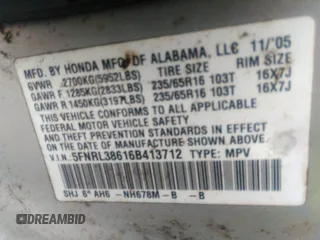 MFD. BY HONDA MFG. OF ALABAMA, LLC 11/'05
GVWR 2700KG(5952LBS) TIRE SIZE RIM SIZE
GAWR F 1285KG(2833LBS) 235/65R16 103T 16X7J
GAWR R 1450KG(3197LBS) 235/65R16 103T 16X7J
THIS VEHICLE CONFORMS TO ALL APPLICABLE FEDERAL
MOTOR VEHICLE SAFETY AND THEFT PREVENTION STANDARDS
IN EFFECT ON THE DATE OF MANUFACTURE SHOWN ABOVE.
V.I.N: 5FNRL38616B413712 TYPE: MPV
SHJ 6* AH6 -NH678M-B -B
DREAMBID